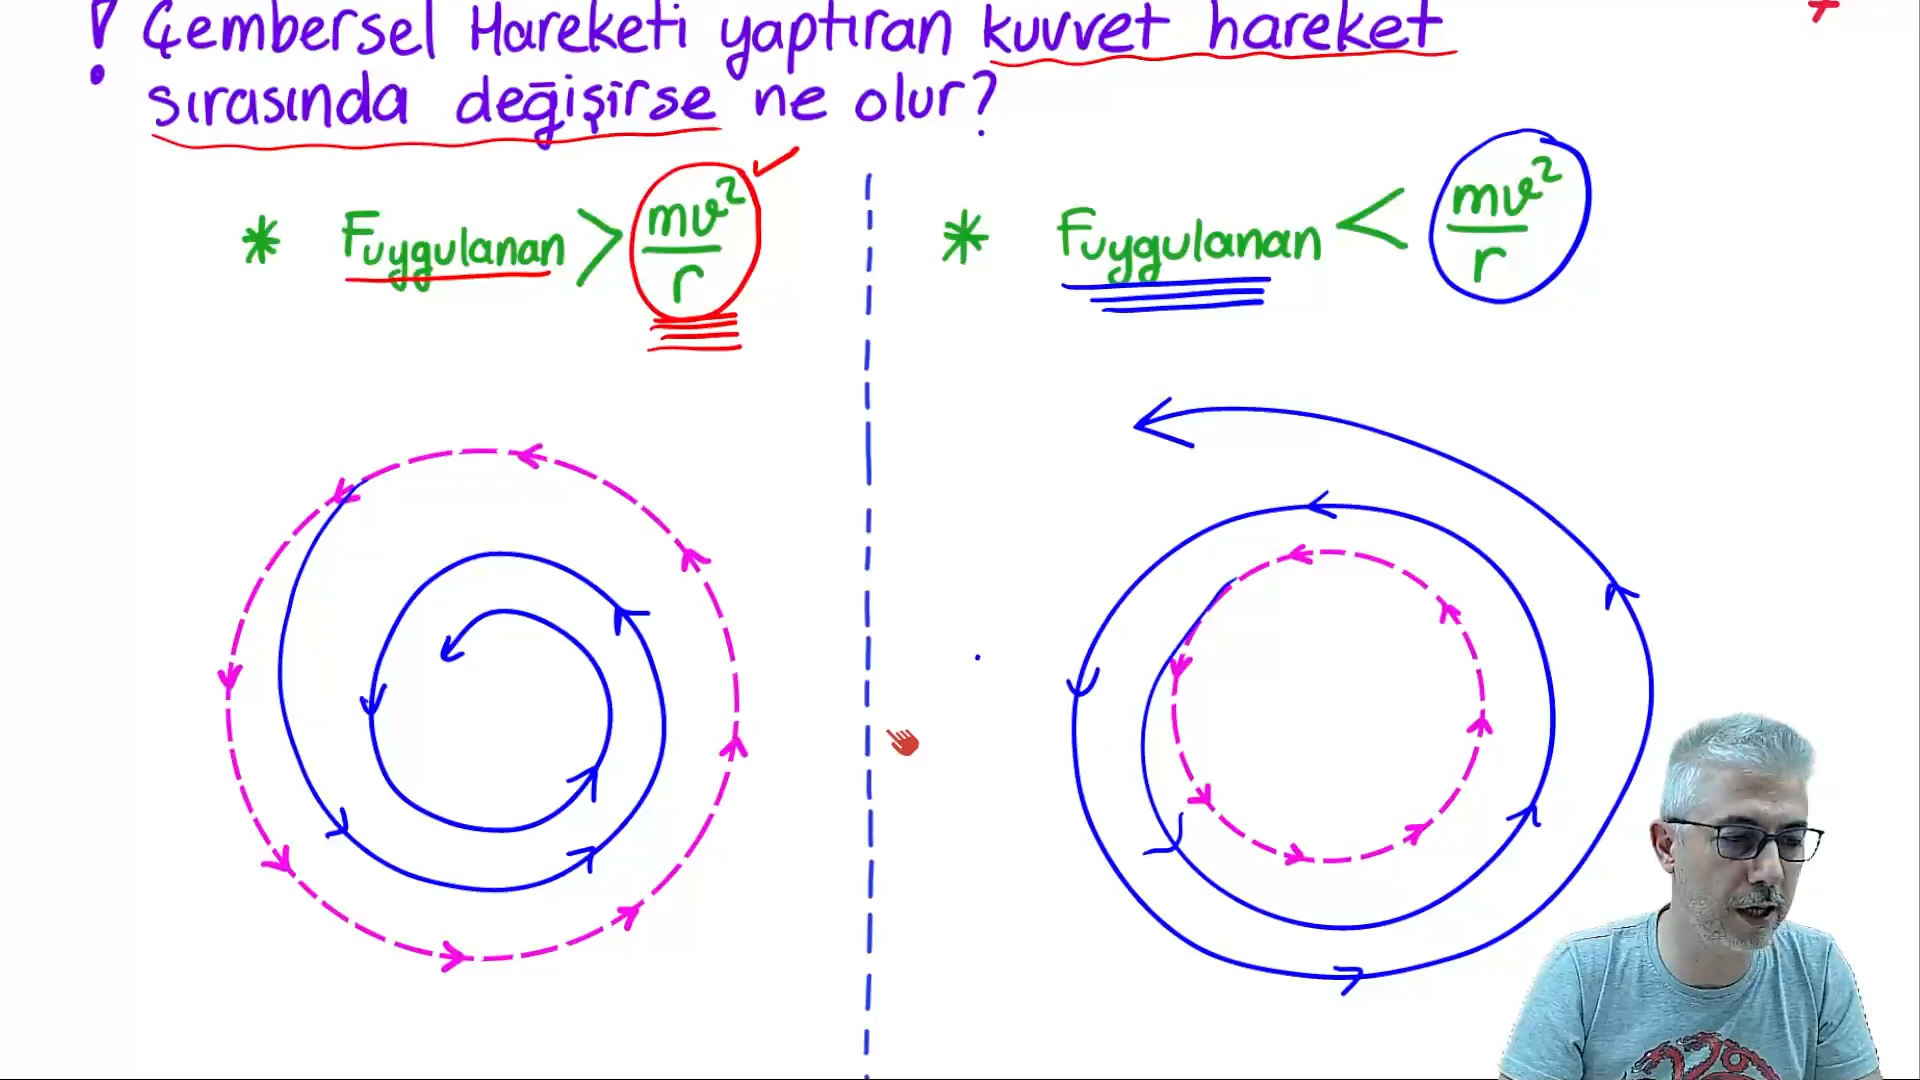 ! Çembersel Hareketi yaptıran kuvvet hareket
sırasında değişirse ne olur?
* Fuygulanan > mv²/r
* Fuygulanan < mv²/r